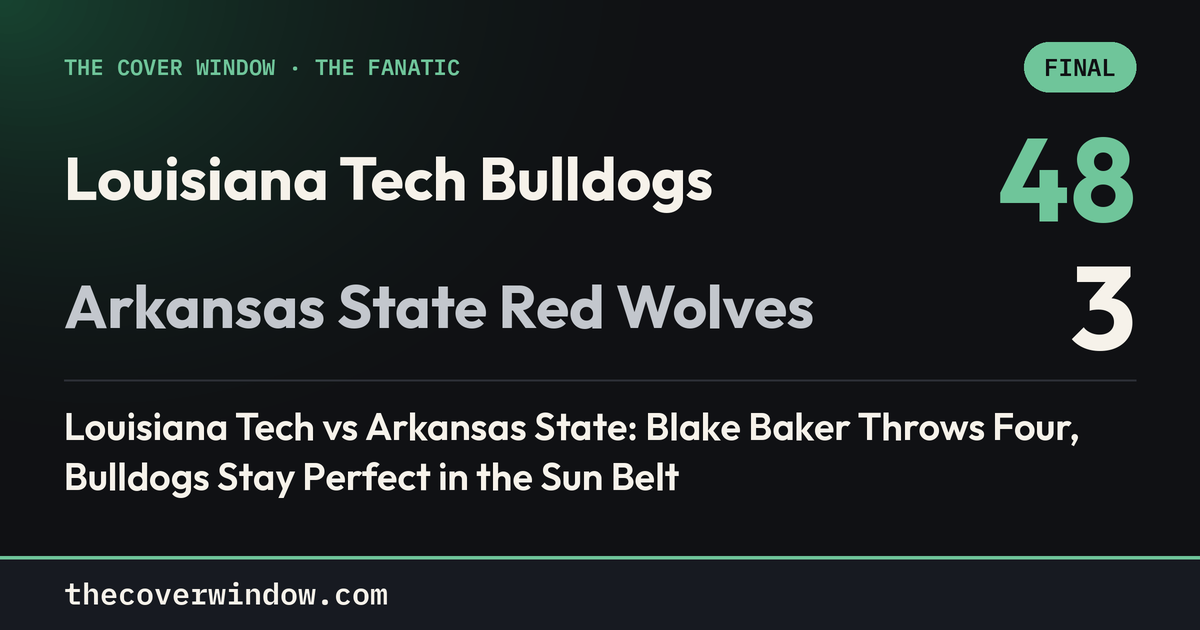 THE COVER WINDOW · THE FANATIC
FINAL
Louisiana Tech Bulldogs 48
Arkansas State Red Wolves 3
Louisiana Tech vs Arkansas State: Blake Baker Throws Four,
Bulldogs Stay Perfect in the Sun Belt
thecoverwindow.com